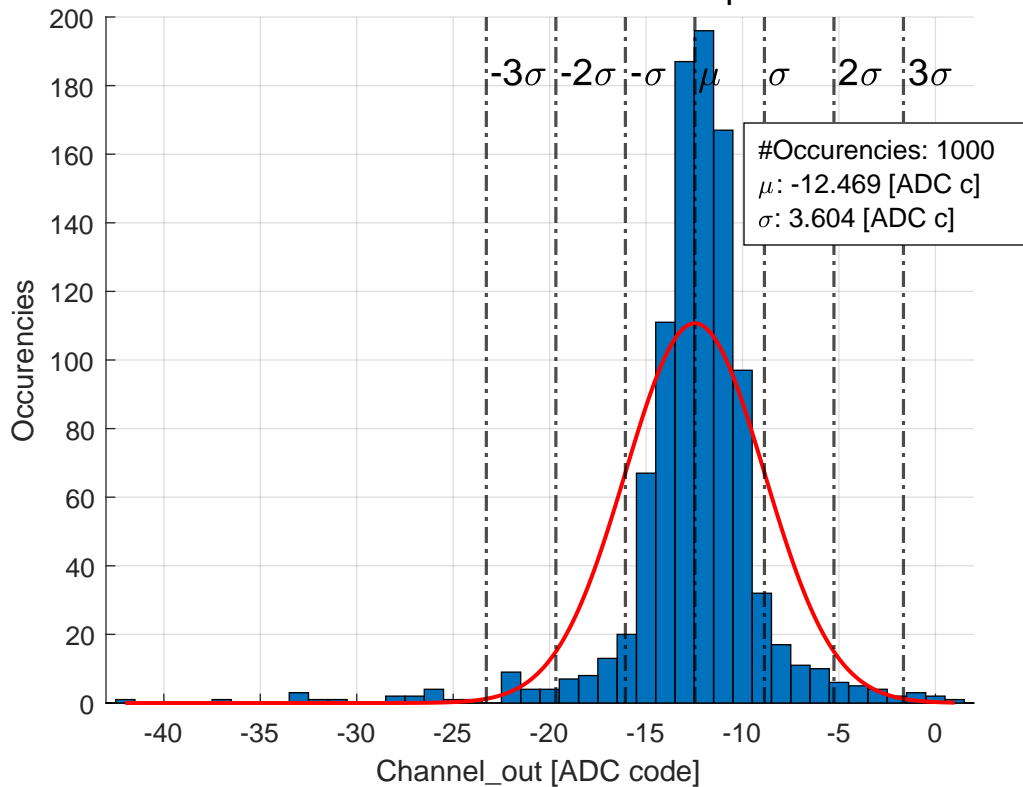 200
180
160
140
120
100
80
60
40
20
0
Occurencies
-3σ -2σ -σ μ σ 2σ 3σ
#Occurencies: 1000
μ: -12.469 [ADC c]
σ: 3.604 [ADC c]
-40 -35 -30 -25 -20 -15 -10 -5 0
Channel_out [ADC code]